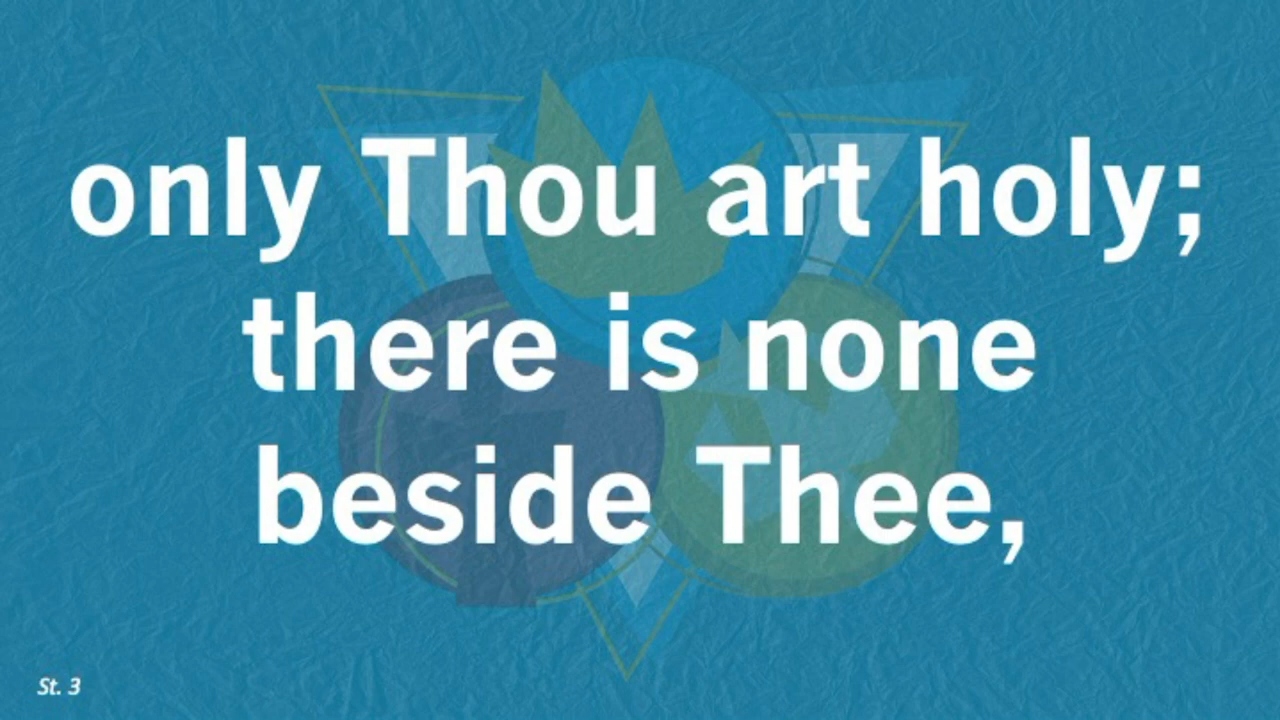 only Thou art holy;
there is none
beside Thee,
St. 3